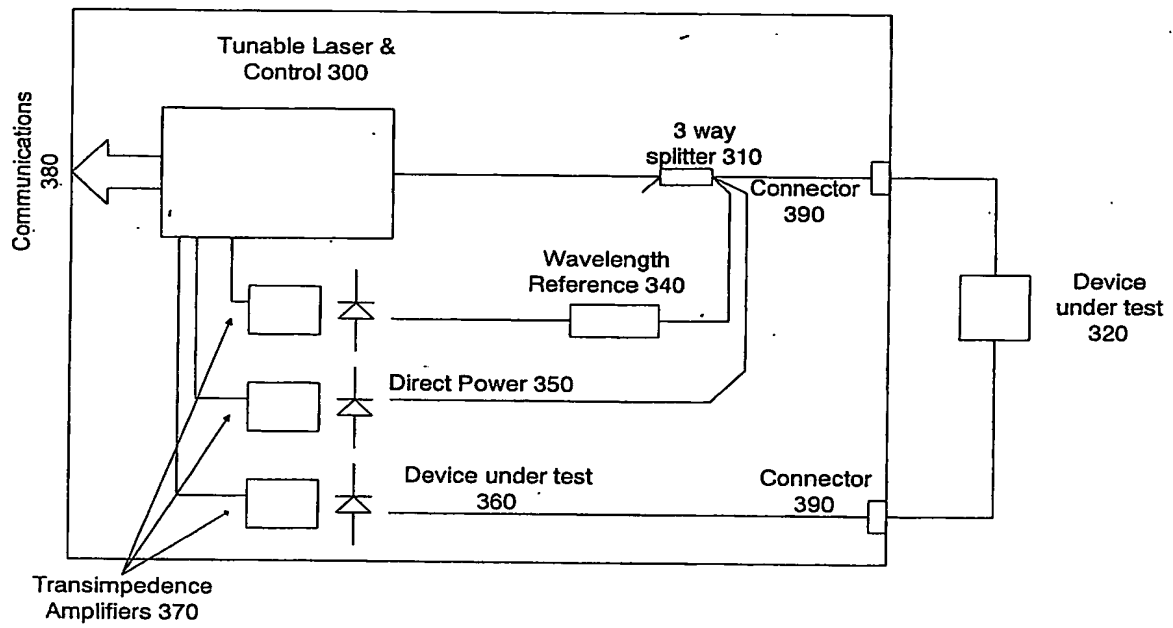 Tunable Laser &
Control 300
Communications
380
3 way
splitter 310
Connector
390
Wavelength
Reference 340
Device
under test
320
Direct Power 350
Device under test
360
Connector
390
Transimpedence
Amplifiers 370